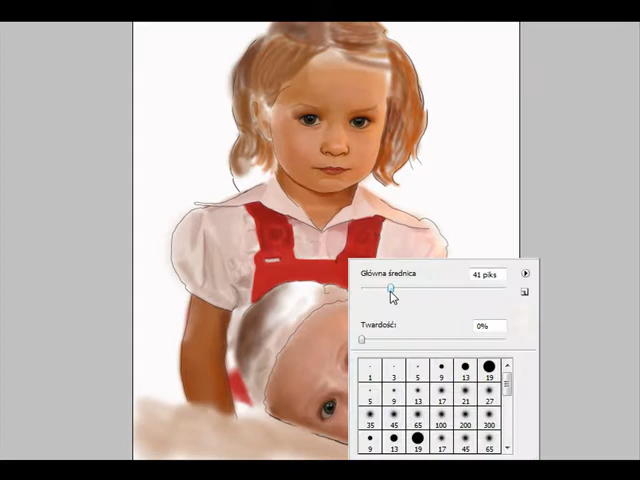 Główna średnica 41 piks
Twardość: 0%
1 3 5 9 13 19
5 9 13 17 21 27
35 45 65 100 200 300
9 13 19 17 45 65